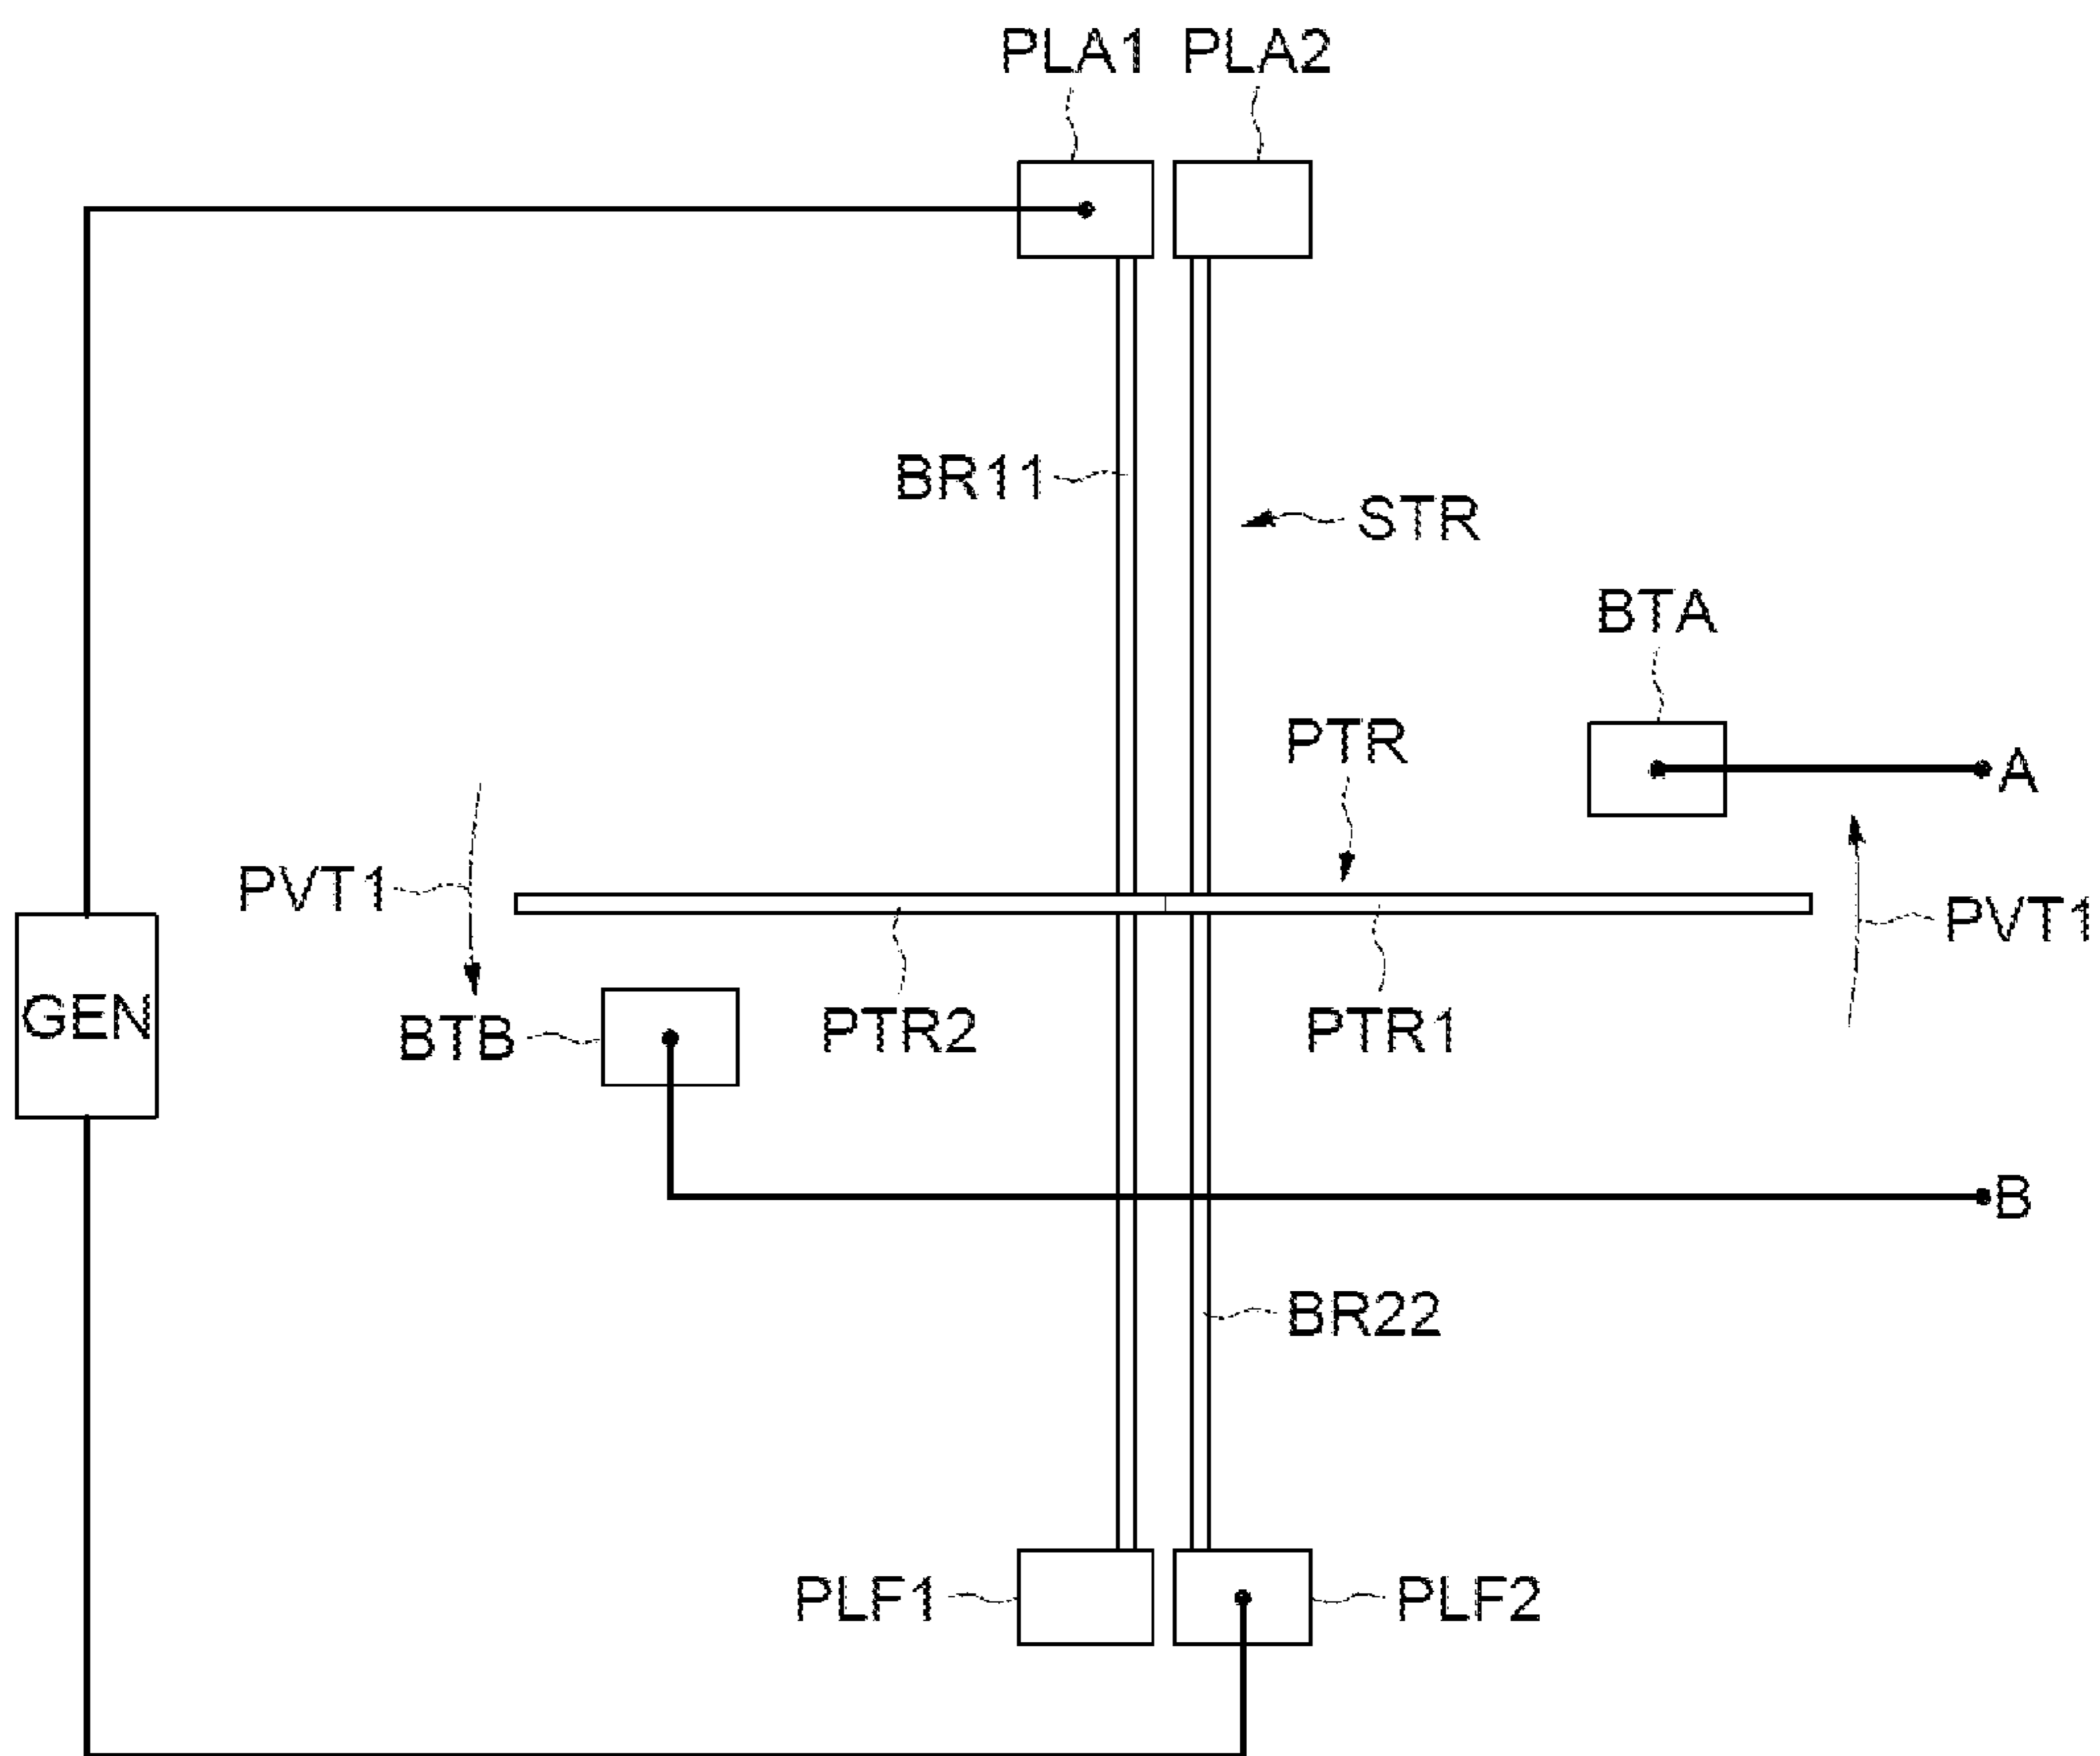 PLA1 PLA2
BR11
STR
BTA
PTR
A
PVT1
PVT1
GEN
BTB
PTR2
PTR1
B
BR22
PLF1
PLF2